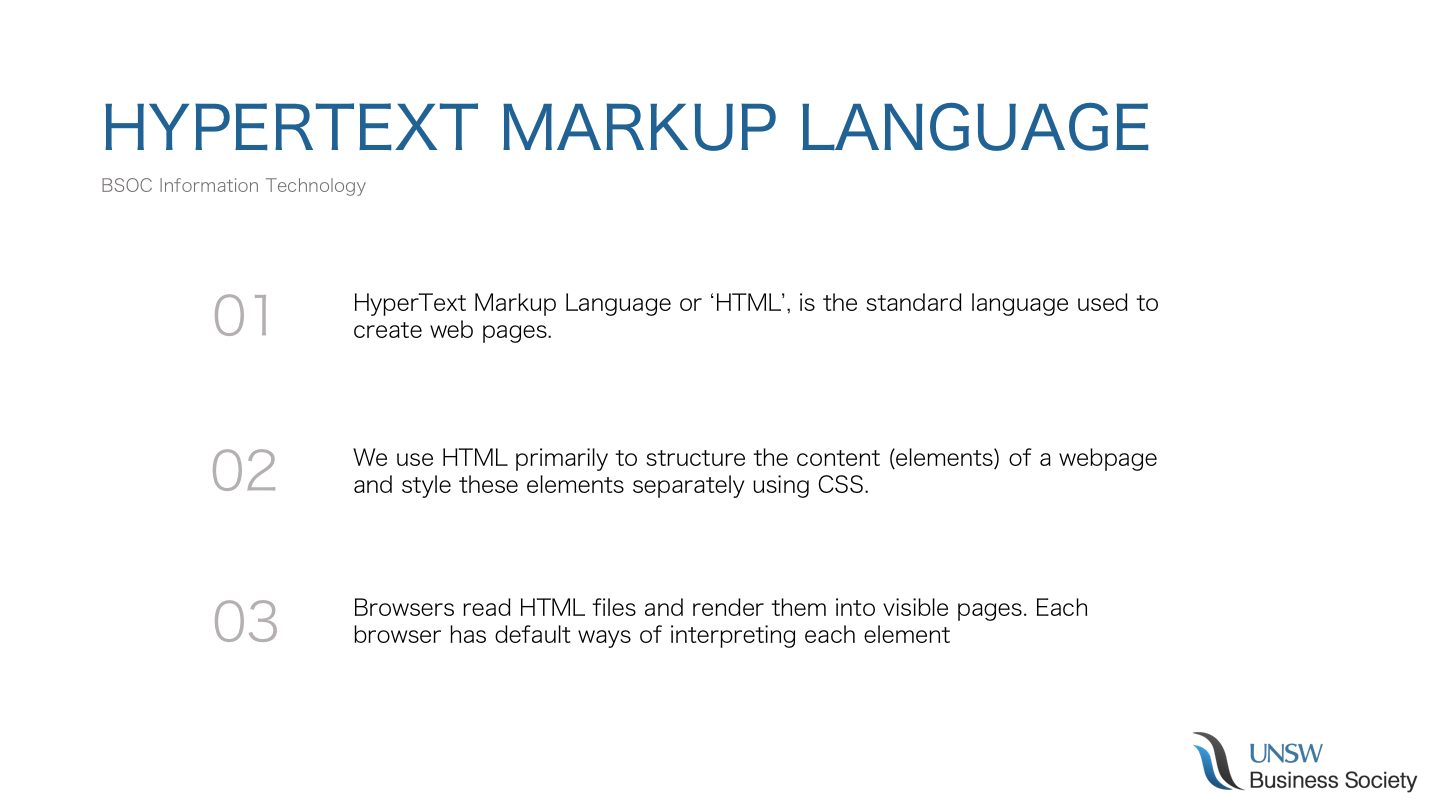 HYPERTEXT MARKUP LANGUAGE
BSOC Information Technology
01
HyperText Markup Language or ‘HTML’, is the standard language used to
create web pages.
02
We use HTML primarily to structure the content (elements) of a webpage
and style these elements separately using CSS.
03
Browsers read HTML files and render them into visible pages. Each
browser has default ways of interpreting each element
UNSW
Business Society